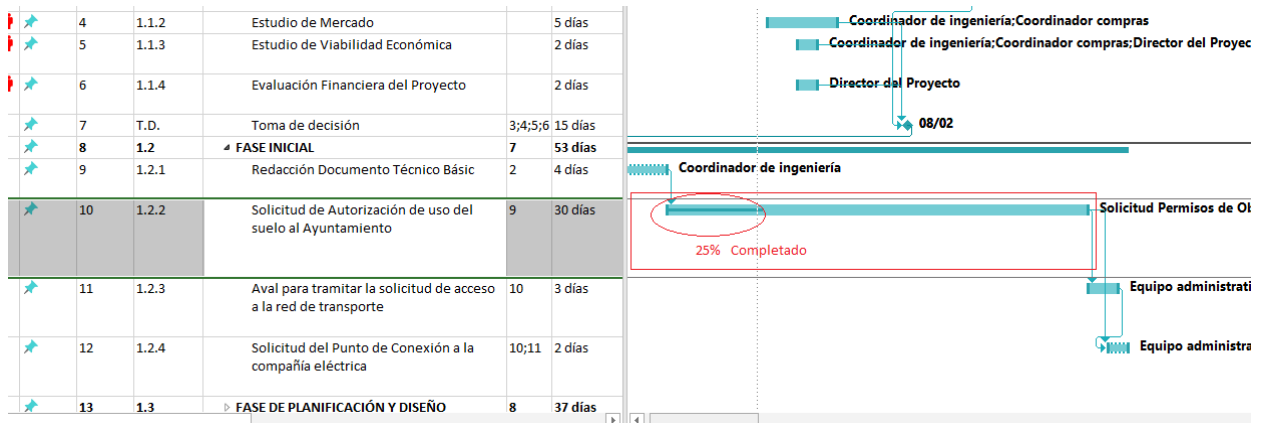 4 1.1.2 Estudio de Mercado 5 días Coordinador de ingeniería;Coordinador compras
5 1.1.3 Estudio de Viabilidad Económica 2 días Coordinador de ingeniería;Coordinador compras;Director del Proyec
6 1.1.4 Evaluación Financiera del Proyecto 2 días Director del Proyecto
7 T.D. Toma de decisión 3;4;5;6 15 días 08/02
8 1.2 FASE INICIAL 7 53 días
9 1.2.1 Redacción Documento Técnico Básic 2 4 días Coordinador de ingeniería
10 1.2.2 Solicitud de Autorización de uso del 9 30 días Solicitud Permisos de Ob
suelo al Ayuntamiento
25% Completado
11 1.2.3 Aval para tramitar la solicitud de acceso 10 3 días Equipo administrati
a la red de transporte
12 1.2.4 Solicitud del Punto de Conexión a la 10;11 2 días Equipo administra
compañía eléctrica
13 1.3 FASE DE PLANIFICACIÓN Y DISEÑO 8 37 días